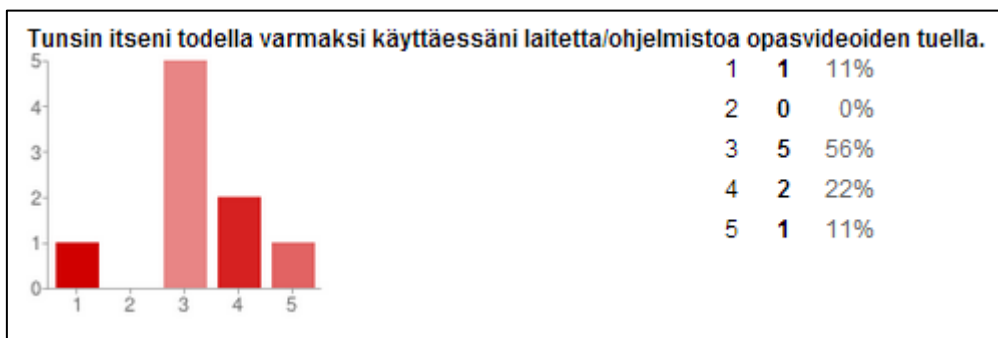 Tunsin itseni todella varmaksi käyttäessäni laitetta/ohjelmistoa opasvideoiden tuella.
5
4
3
2
1
0
1 2 3 4 5
1 1 11%
2 0 0%
3 5 56%
4 2 22%
5 1 11%